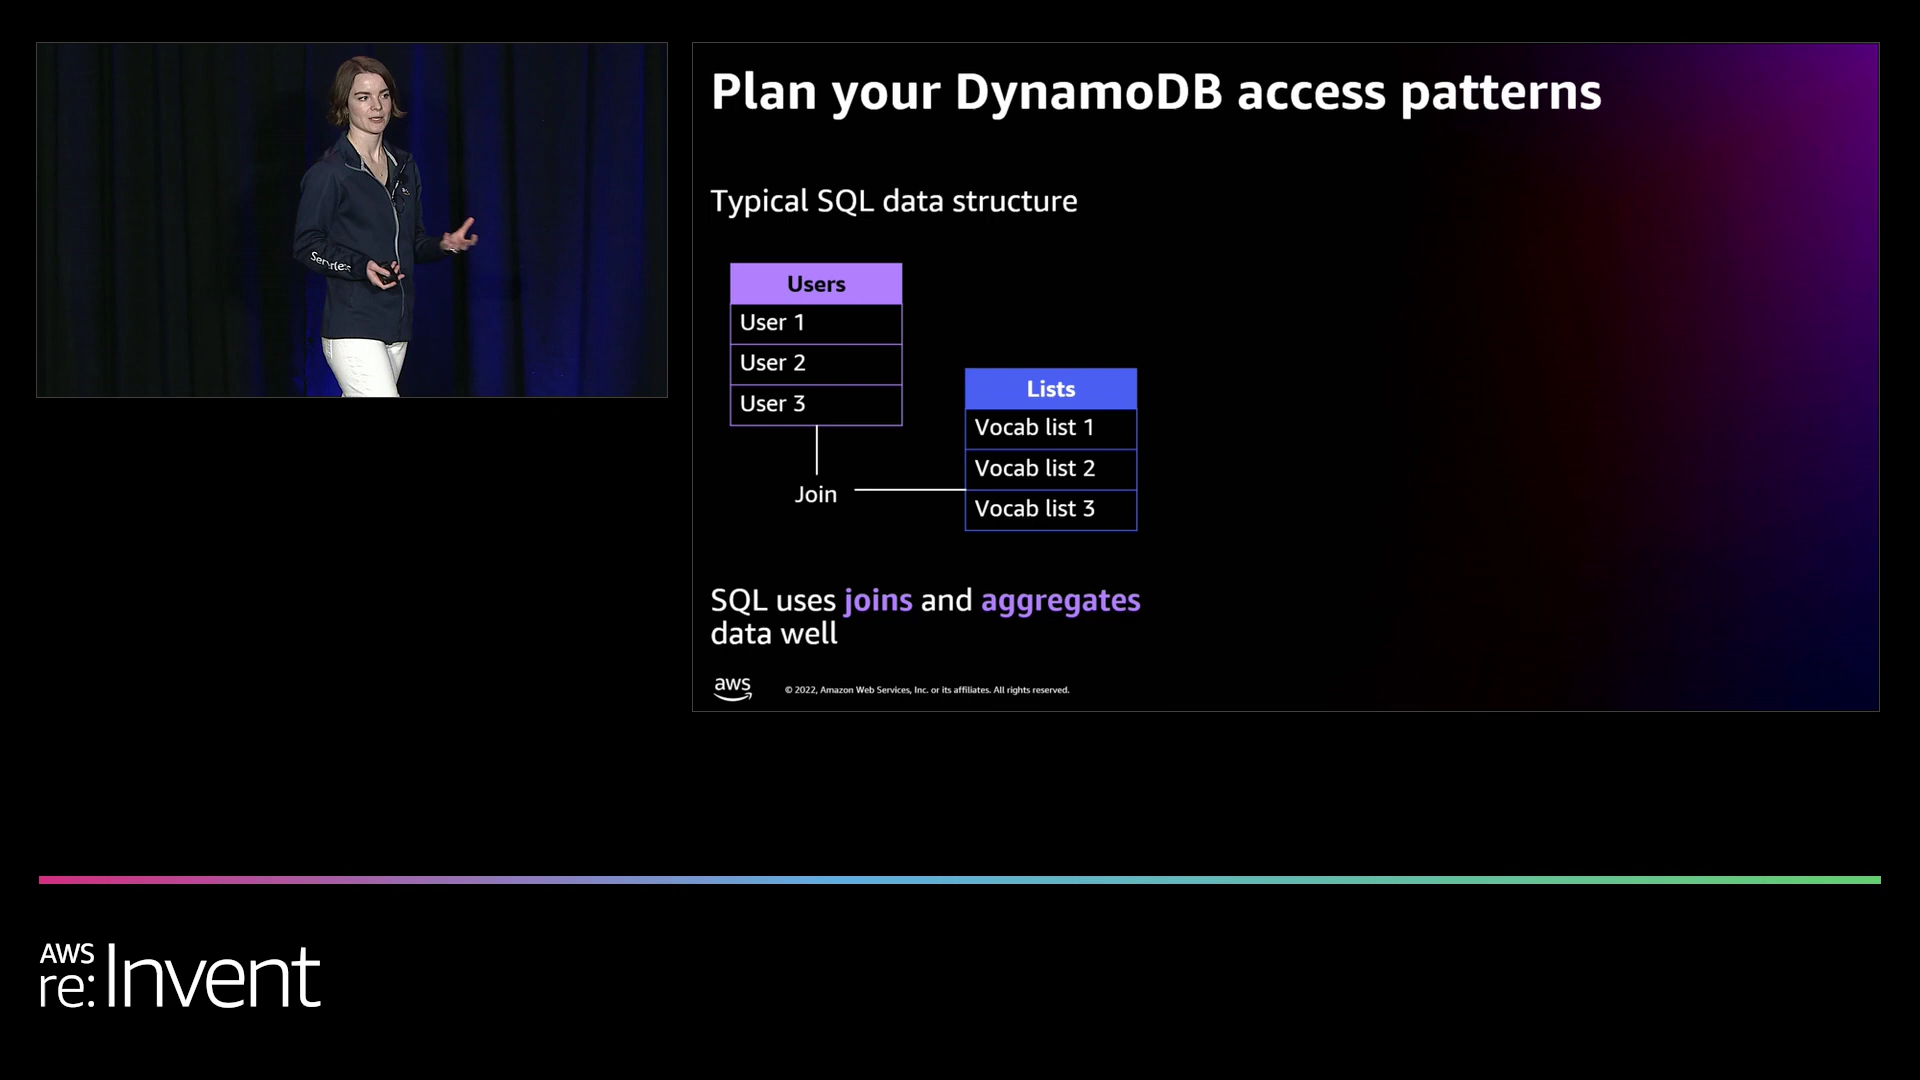 Serverless
Plan your DynamoDB access patterns
Typical SQL data structure
Users
User 1
User 2
User 3
Join
Lists
Vocab list 1
Vocab list 2
Vocab list 3
SQL uses joins and aggregates
data well
aws
© 2022, Amazon Web Services, Inc. or its affiliates. All rights reserved.
AWS
re:Invent